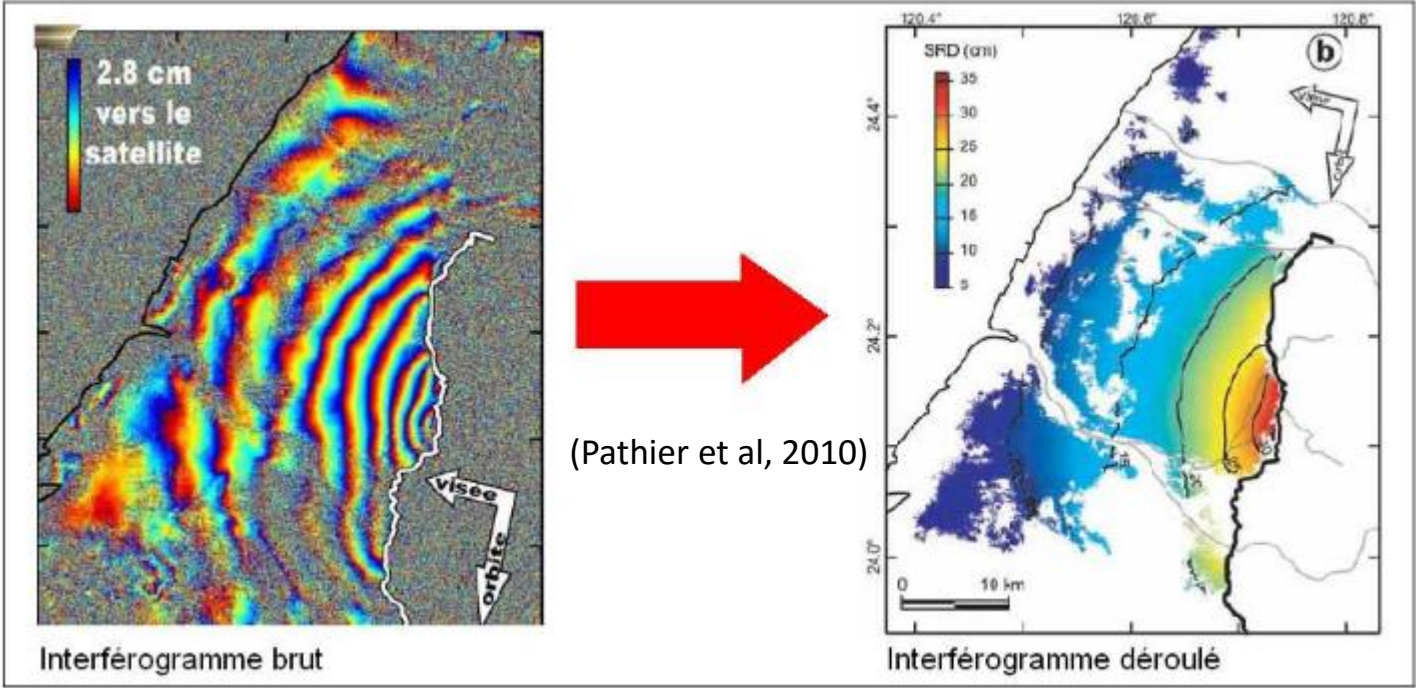 2.8 cm
vers le
satellite
visee
orbite
Interférogramme brut
(Pathier et al, 2010)
120.4° 120.6° 120.8°
SRD (cm)
35
30
25
20
15
10
5
b
24.4°
24.2°
24.0°
0 10 km
Interférogramme déroulé